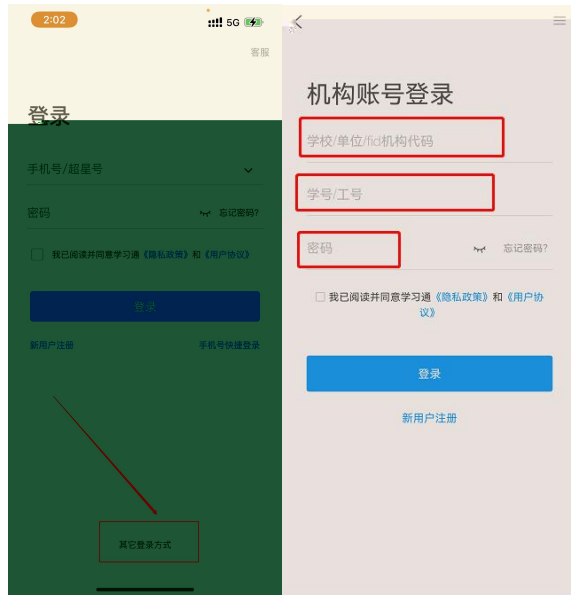 2:02
5G
客服
登录
手机号/超星号
密码
忘记密码?
我已阅读并同意学习通《隐私政策》和《用户协议》
登录
新用户注册
手机号快捷登录
其它登录方式
机构账号登录
学校/单位/fid机构代码
学号/工号
密码
忘记密码?
我已阅读并同意学习通《隐私政策》和《用户协
议》
登录
新用户注册